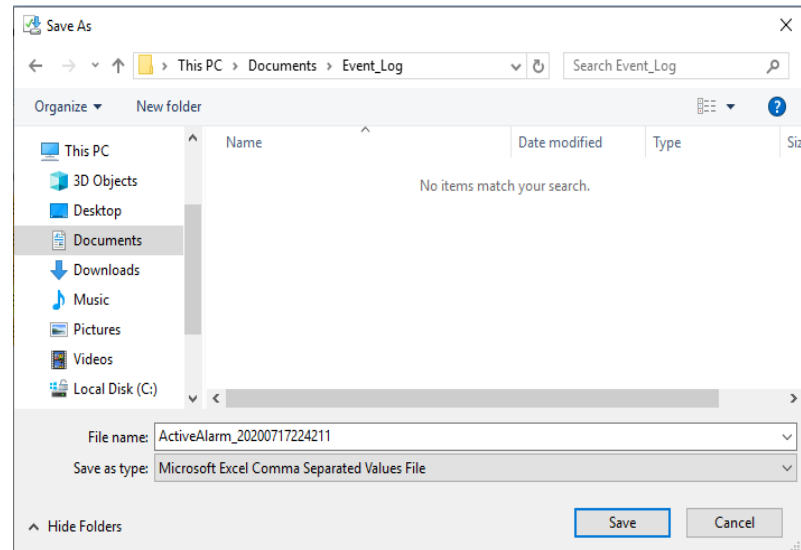 Save As
This PC > Documents > Event_Log
Search Event_Log
Organize
New folder
?
Name
Date modified
Type
Siz
This PC
3D Objects
Desktop
Documents
Downloads
Music
Pictures
Videos
Local Disk (C:)
No items match your search.
File name: ActiveAlarm_20200717224211
Save as type: Microsoft Excel Comma Separated Values File
Hide Folders
Save
Cancel